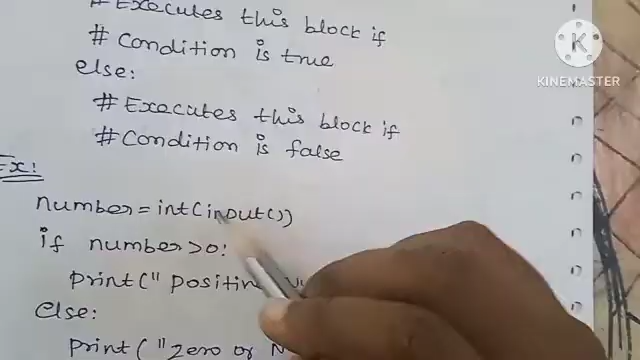 # Executes this block if
# Condition is true
else:
# Executes this block if
# Condition is false
Ex:
number = int(input())
if number > 0:
print(" positive
else:
print("Zero or N
K
KINEMASTER